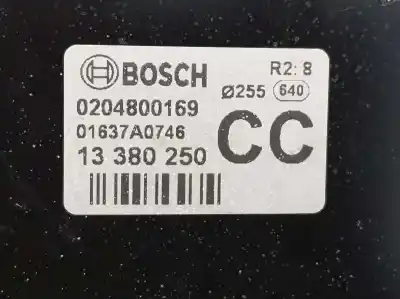 BOSCH
R2: 8
Ø255 640
0204800169
01637A0746
13 380 250
CC